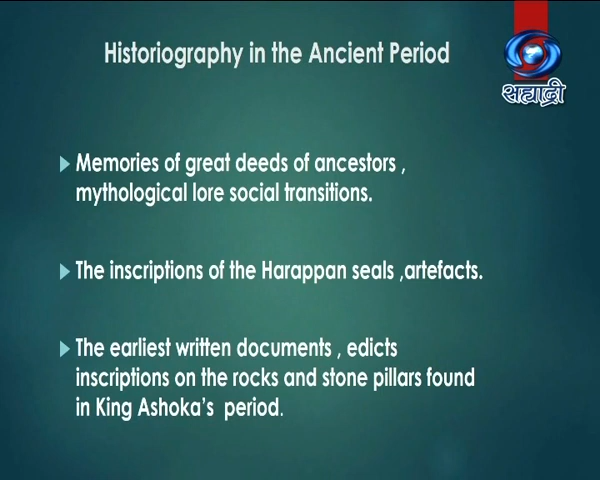 Historiography in the Ancient Period
सह्याद्री
Memories of great deeds of ancestors ,
mythological lore social transitions.
The inscriptions of the Harappan seals ,artefacts.
The earliest written documents , edicts
inscriptions on the rocks and stone pillars found
in King Ashoka's period.